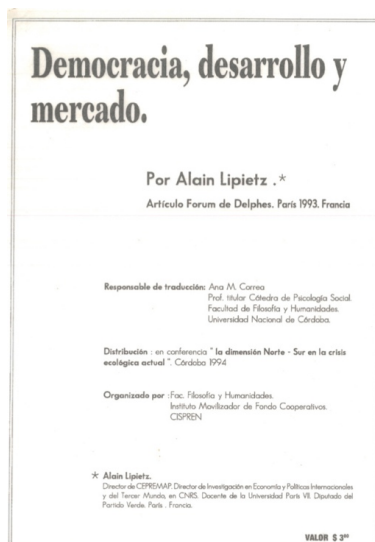 Democracia, desarrollo y
mercado.
Por Alain Lipietz .*
Artículo Forum de Delphes. París 1993. Francia
Responsable de traducción: Ana M. Correa
Prof. titular Cátedra de Psicología Social.
Facultad de Filosofía y Humanidades.
Universidad Nacional de Córdoba.
Distribución : en conferencia " la dimensión Norte - Sur en la crisis
ecológica actual ". Córdoba 1994
Organizado por : Fac. Filosofía y Humanidades.
Instituto Movilizador de Fondo Cooperativos.
CISPREN
* Alain Lipietz.
Director de CEPREMAP. Director de Investigación en Economía y Políticas Internacionales
y del Tercer Mundo, en CNRS. Docente de la Universidad París VII. Diputado del
Partido Verde. París . Francia.
VALOR $ 3